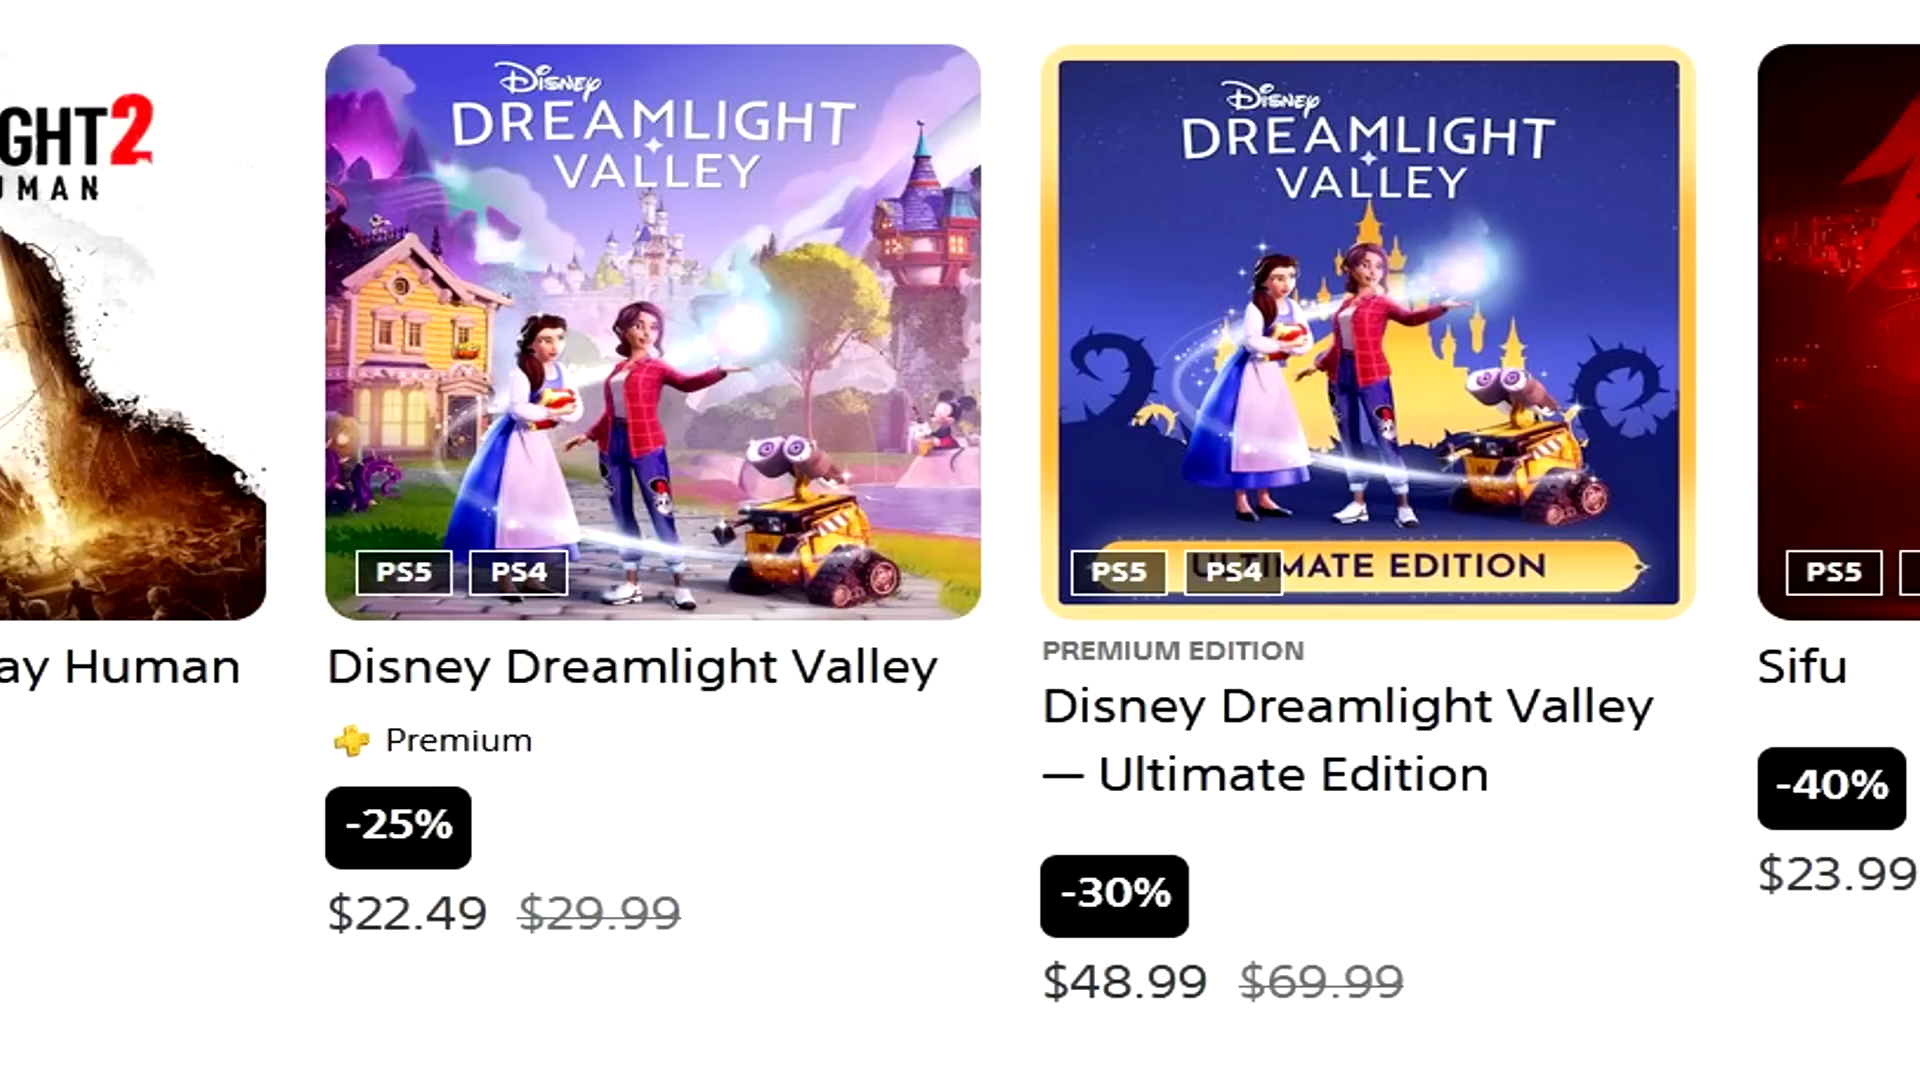 GHT2
UMAN
ay Human
Disney
DREAMLIGHT
VALLEY
PS5 PS4
Disney Dreamlight Valley
Premium
-25%
$22.49 $29.99
Disney
DREAMLIGHT
VALLEY
ULTIMATE EDITION
PS5 PS4
PREMIUM EDITION
Disney Dreamlight Valley
— Ultimate Edition
-30%
$48.99 $69.99
PS5
Sifu
-40%
$23.99